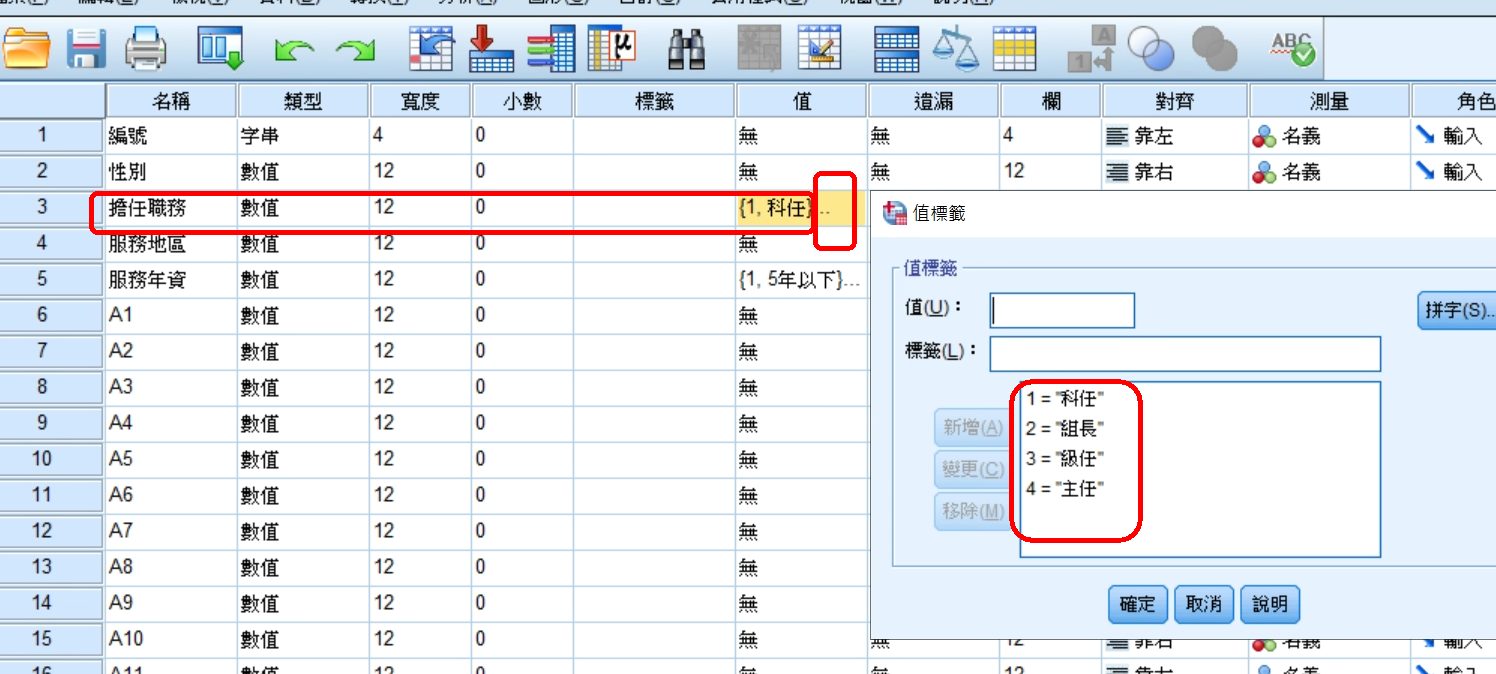 ABC
名稱 類型 寬度 小數 標籤 值 遺漏 欄 對齊 測量 角色
1 編號 字串 4 0 無 無 4 靠左 名義 輸入
2 性別 數值 12 0 無 無 12 靠右 名義 輸入
3 擔任職務 數值 12 0 {1, 科任}...
4 服務地區 數值 12 0 無
5 服務年資 數值 12 0 {1, 5年以下}...
6 A1 數值 12 0 無
7 A2 數值 12 0 無
8 A3 數值 12 0 無
9 A4 數值 12 0 無
10 A5 數值 12 0 無
11 A6 數值 12 0 無
12 A7 數值 12 0 無
13 A8 數值 12 0 無
14 A9 數值 12 0 無
15 A10 數值 12 0 無 無 12 靠右 名義 輸入
16 A11 數值 12 0
值標籤
值標籤
值(U)：
拼字(S)...
標籤(L)：
新增(A)
變更(C)
移除(M)
1 = "科任"
2 = "組長"
3 = "級任"
4 = "主任"
確定 取消 說明